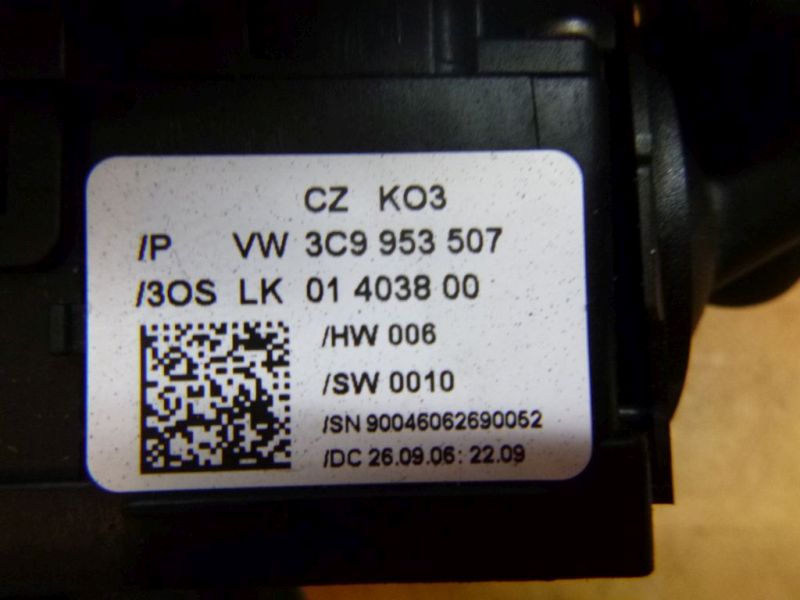 CZ KO3
/P VW 3C9 953 507
/3OS LK 01 4038 00
/HW 006
/SW 0010
/SN 90046062690052
/DC 26.09.06: 22.09